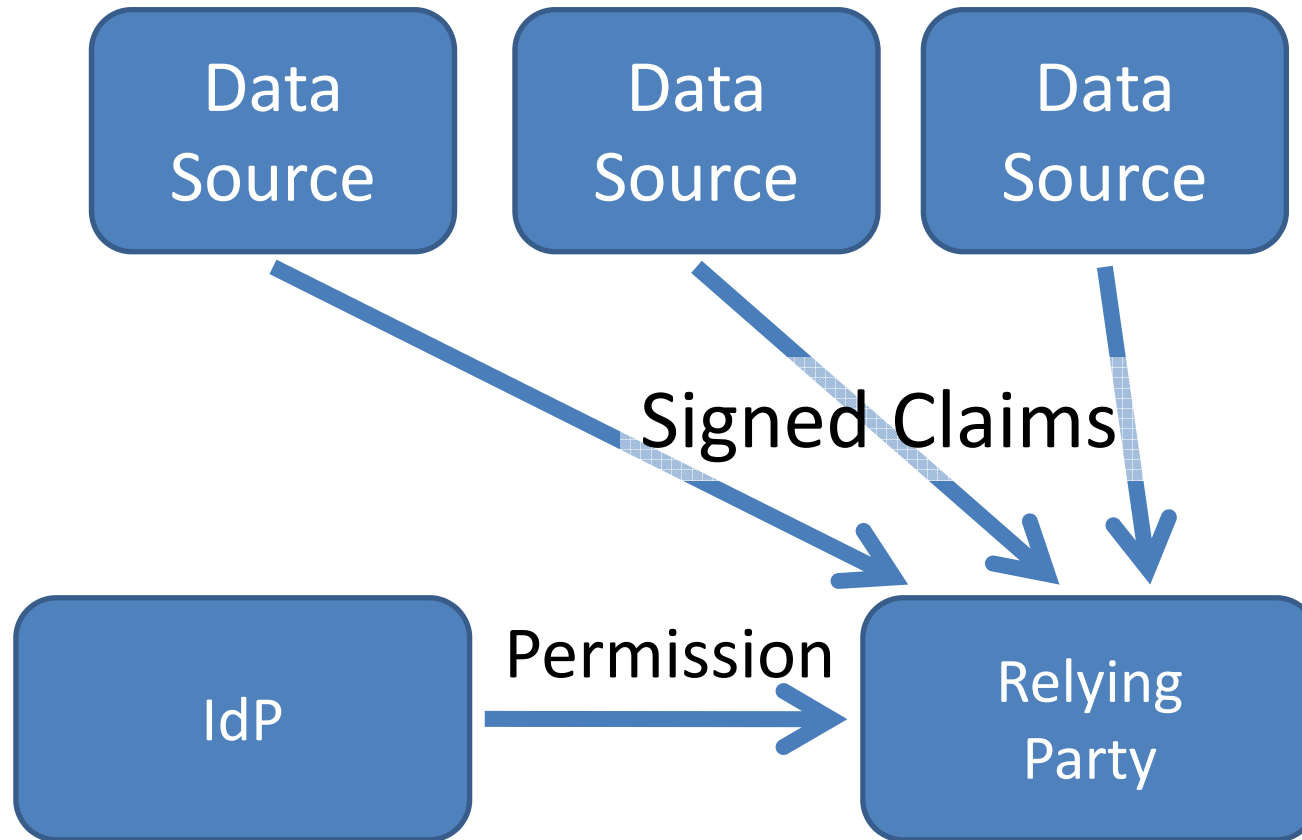 Data
Source
Data
Source
Data
Source
Signed Claims
Permission
IdP
Relying
Party